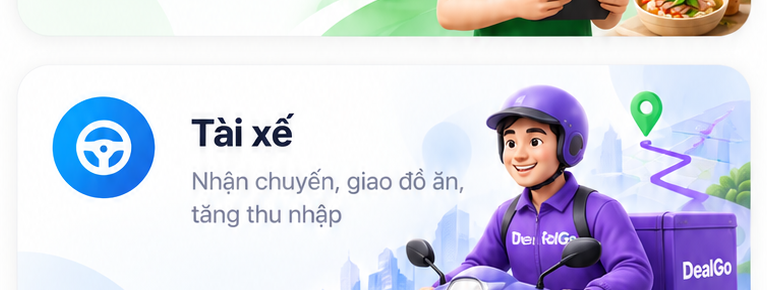 Tài xế
Nhận chuyến, giao đồ ăn,
tăng thu nhập
DealGo